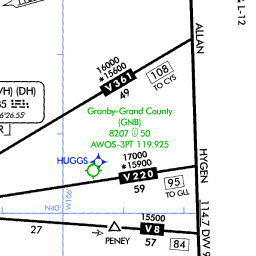 L-12
ALLAN
VH) (DH)
85
6°26.55'
R
16000
*15600
V361
49
108
TO CYS
Granby-Grand County
(GNB)
8207 50
AWOS-3PT 119.925
HUGGS
17000
*15900
V220
59
HYGEN
95
TO GLL
W106°
N40°
27
PENEY
15500
V8
57
84
114.7 DVV 9